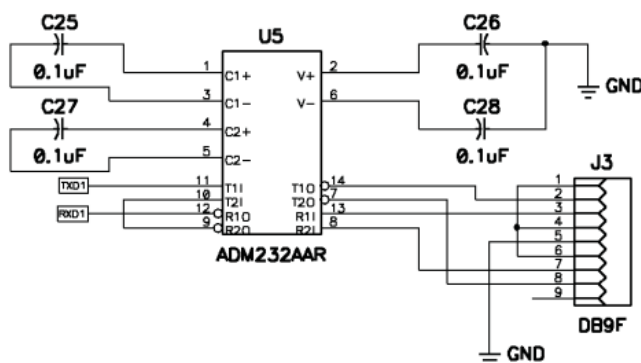 C25
0.1uF
C27
0.1uF
TXD1
RXD1
U5
1 C1+ V+ 2
3 C1- V- 6
4 C2+
5 C2-
11 T1I T1O 14
10 T2I T2O 7
12 R1O R1I 13
9 R2O R2I 8
ADM232AAR
C26
0.1uF
C28
0.1uF
GND
J3
1
2
3
4
5
6
7
8
9
DB9F
GND